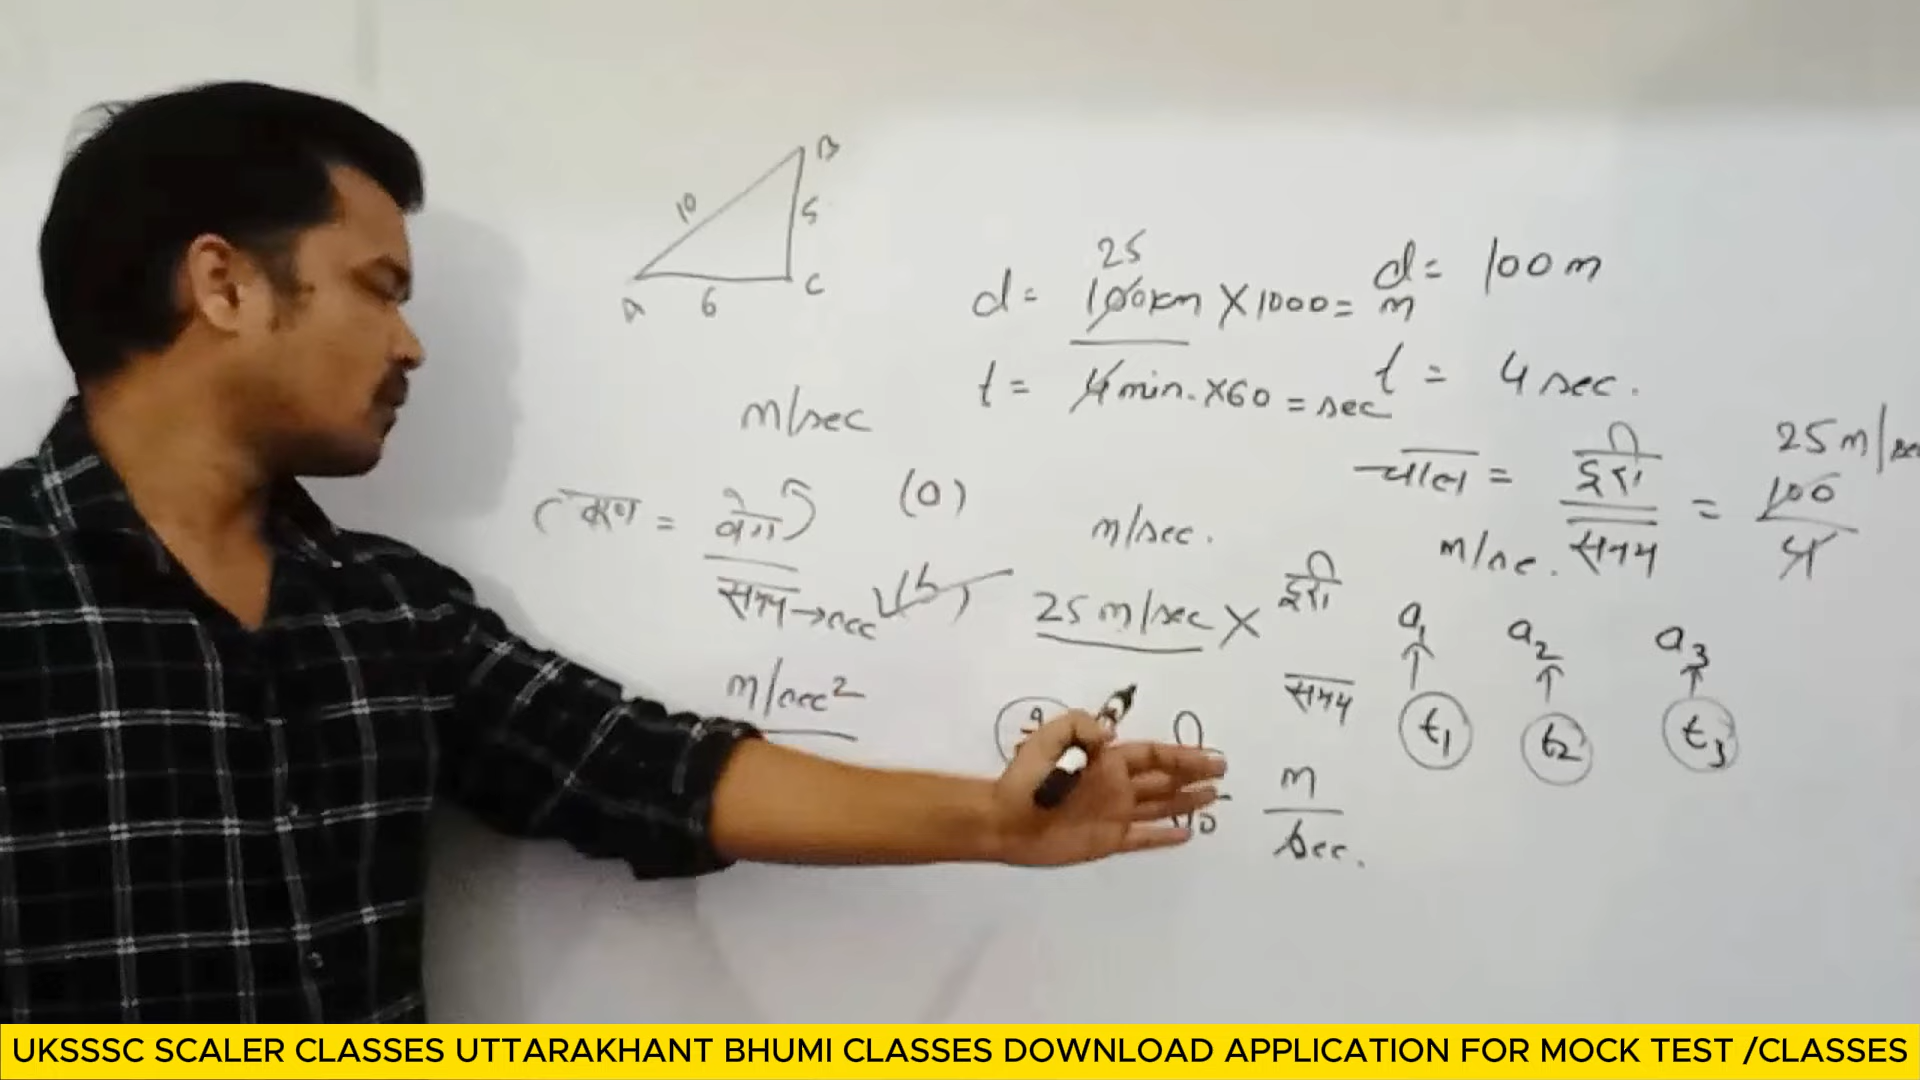 B
10
5
A
6
C
25
d = 100km X 1000 = m
t = 4min. X60 = sec
d = 100 m
t = 4 sec.
m/sec
त्वरण = वेग (0)
समय → sec
m/sec²
m/sec.
25 m/sec X दूरी
समय
चाल = दूरी = 100
समय 4
25 m/sec
m/sec.
a₁ a₂ a₃
t₁ t₂ t₃
m
sec.
UKSSSC SCALER CLASSES UTTARAKHANT BHUMI CLASSES DOWNLOAD APPLICATION FOR MOCK TEST /CLASSES